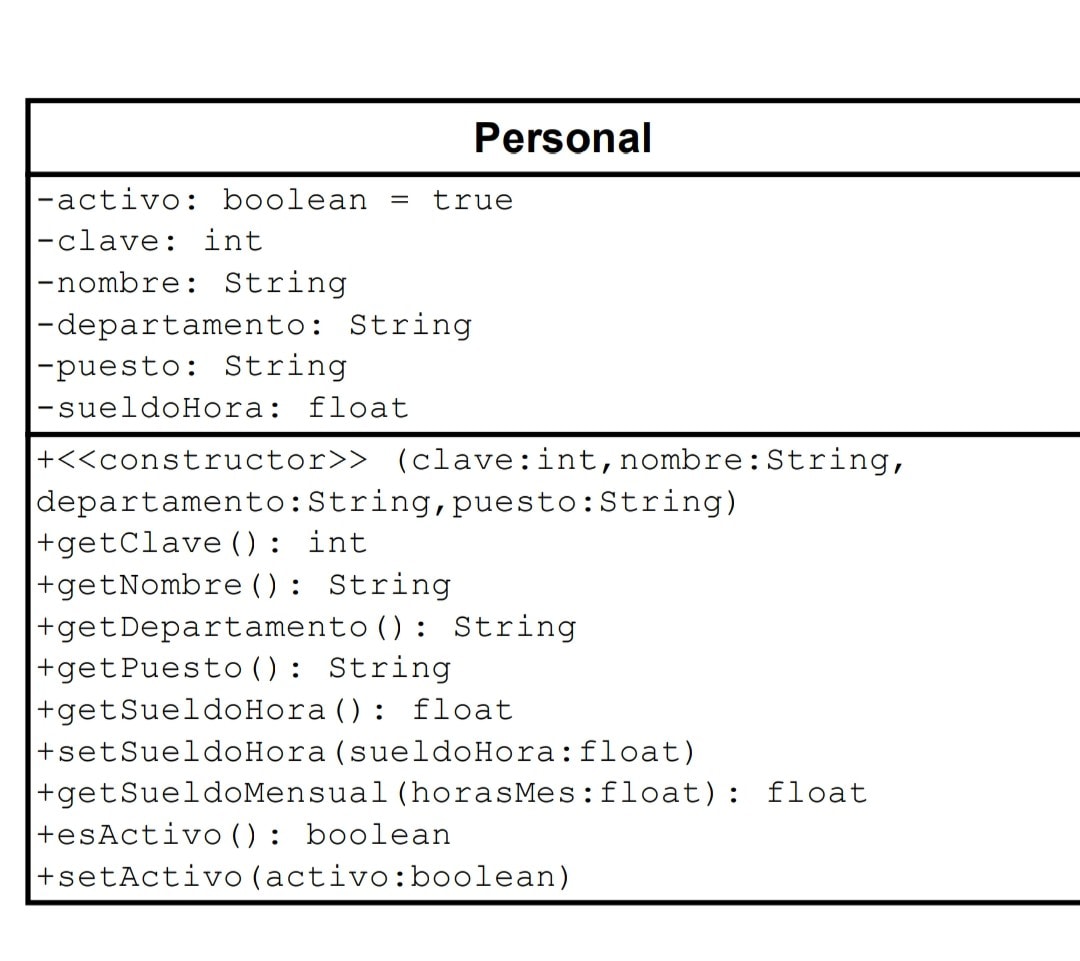 Personal
-activo: boolean = true
-clave: int
-nombre: String
-departamento: String
-puesto: String
-sueldoHora: float
+<<constructor>> (clave:int,nombre:String,
departamento:String,puesto:String)
+getClave(): int
+getNombre(): String
+getDepartamento(): String
+getPuesto(): String
+getSueldoHora(): float
+setSueldoHora(sueldoHora:float)
+getSueldoMensual(horasMes:float): float
+esActivo(): boolean
+setActivo(activo:boolean)